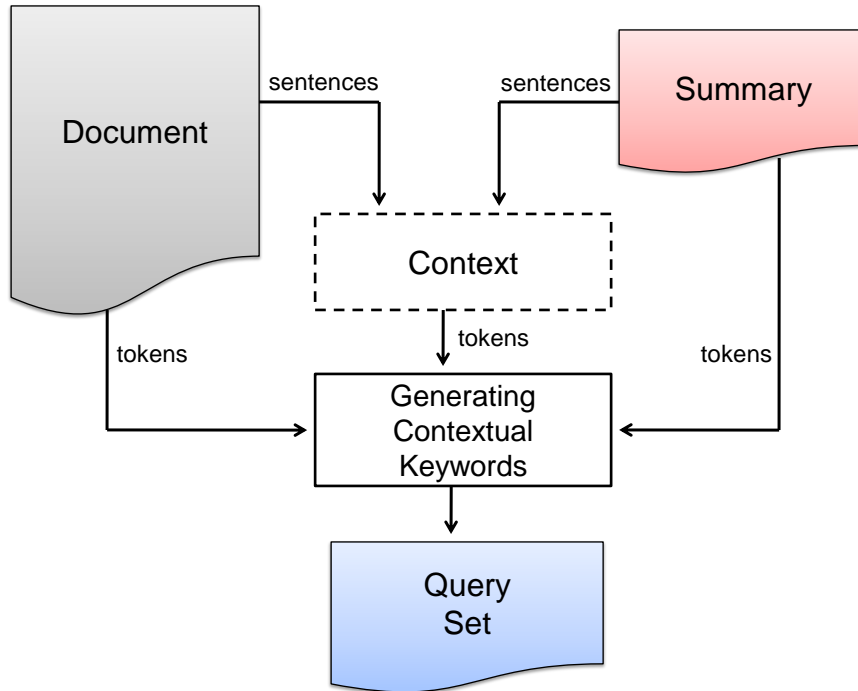 sentences
sentences
Document
Summary
Context
tokens
tokens
tokens
Generating
Contextual
Keywords
Query
Set